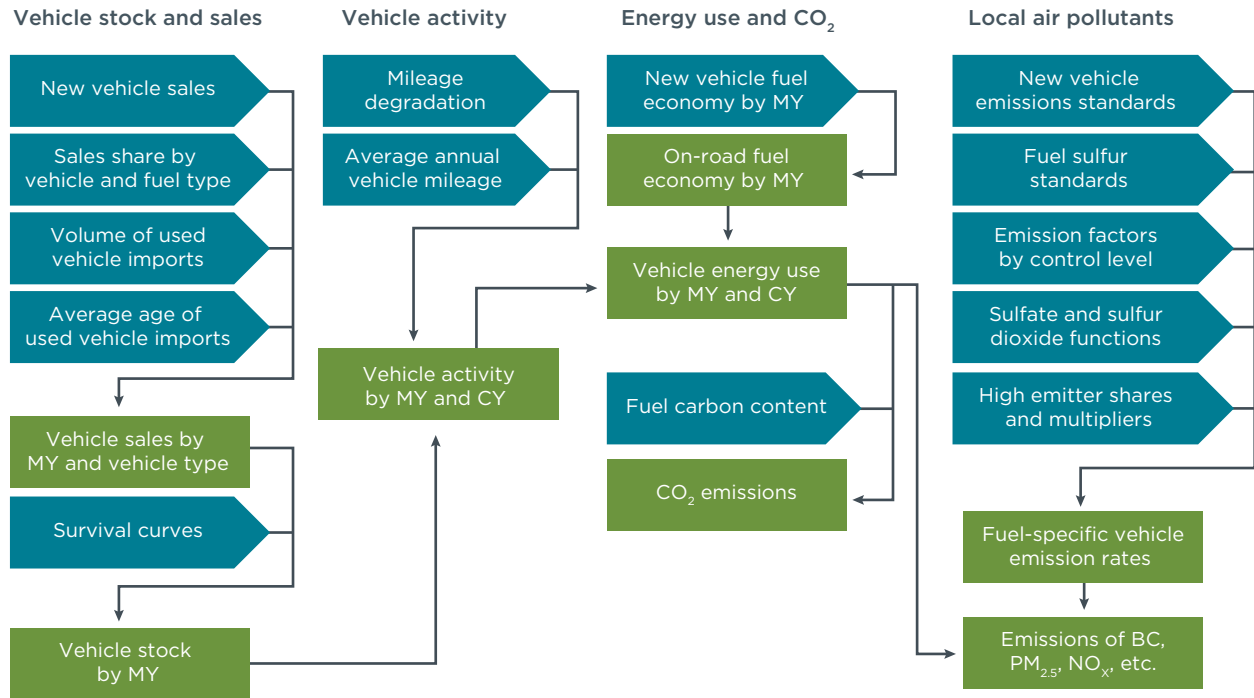 Vehicle stock and sales
New vehicle sales
Sales share by
vehicle and fuel type
Volume of used
vehicle imports
Average age of
used vehicle imports
Vehicle sales by
MY and vehicle type
Survival curves
Vehicle stock
by MY
Vehicle activity
Mileage
degradation
Average annual
vehicle mileage
Vehicle activity
by MY and CY
Energy use and CO₂
New vehicle fuel
economy by MY
On-road fuel
economy by MY
Vehicle energy use
by MY and CY
Fuel carbon content
CO₂ emissions
Local air pollutants
New vehicle
emissions standards
Fuel sulfur
standards
Emission factors
by control level
Sulfate and sulfur
dioxide functions
High emitter shares
and multipliers
Fuel-specific vehicle
emission rates
Emissions of BC,
PM₂.₅, NOₓ, etc.